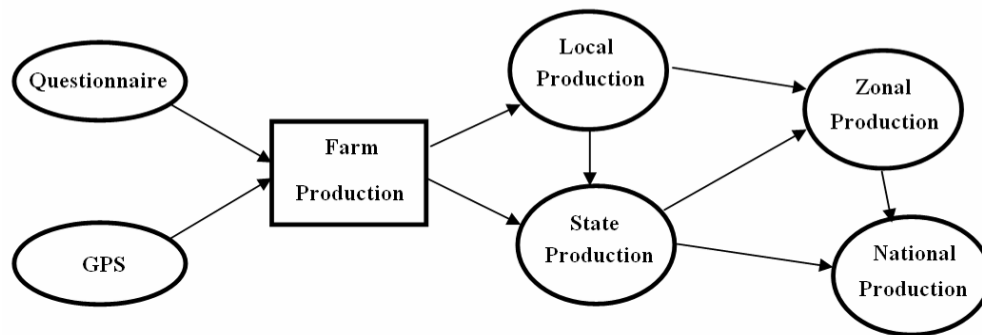 Questionnaire
GPS
Farm
Production
Local
Production
State
Production
Zonal
Production
National
Production